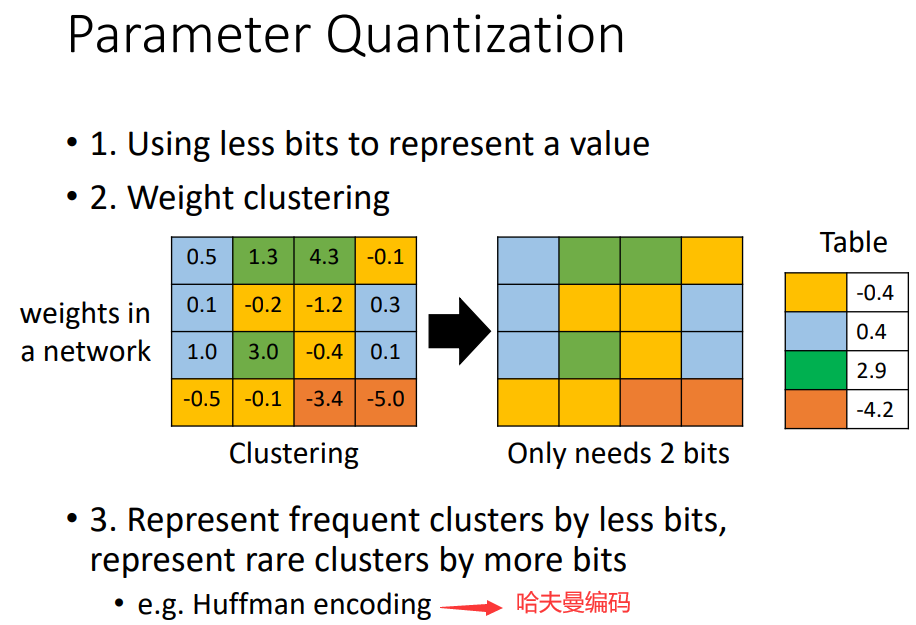 Parameter Quantization
• 1. Using less bits to represent a value
• 2. Weight clustering
weights in
a network
0.5 1.3 4.3 -0.1
0.1 -0.2 -1.2 0.3
1.0 3.0 -0.4 0.1
-0.5 -0.1 -3.4 -5.0
Clustering
Only needs 2 bits
Table
-0.4
0.4
2.9
-4.2
• 3. Represent frequent clusters by less bits,
represent rare clusters by more bits
• e.g. Huffman encoding 哈夫曼编码